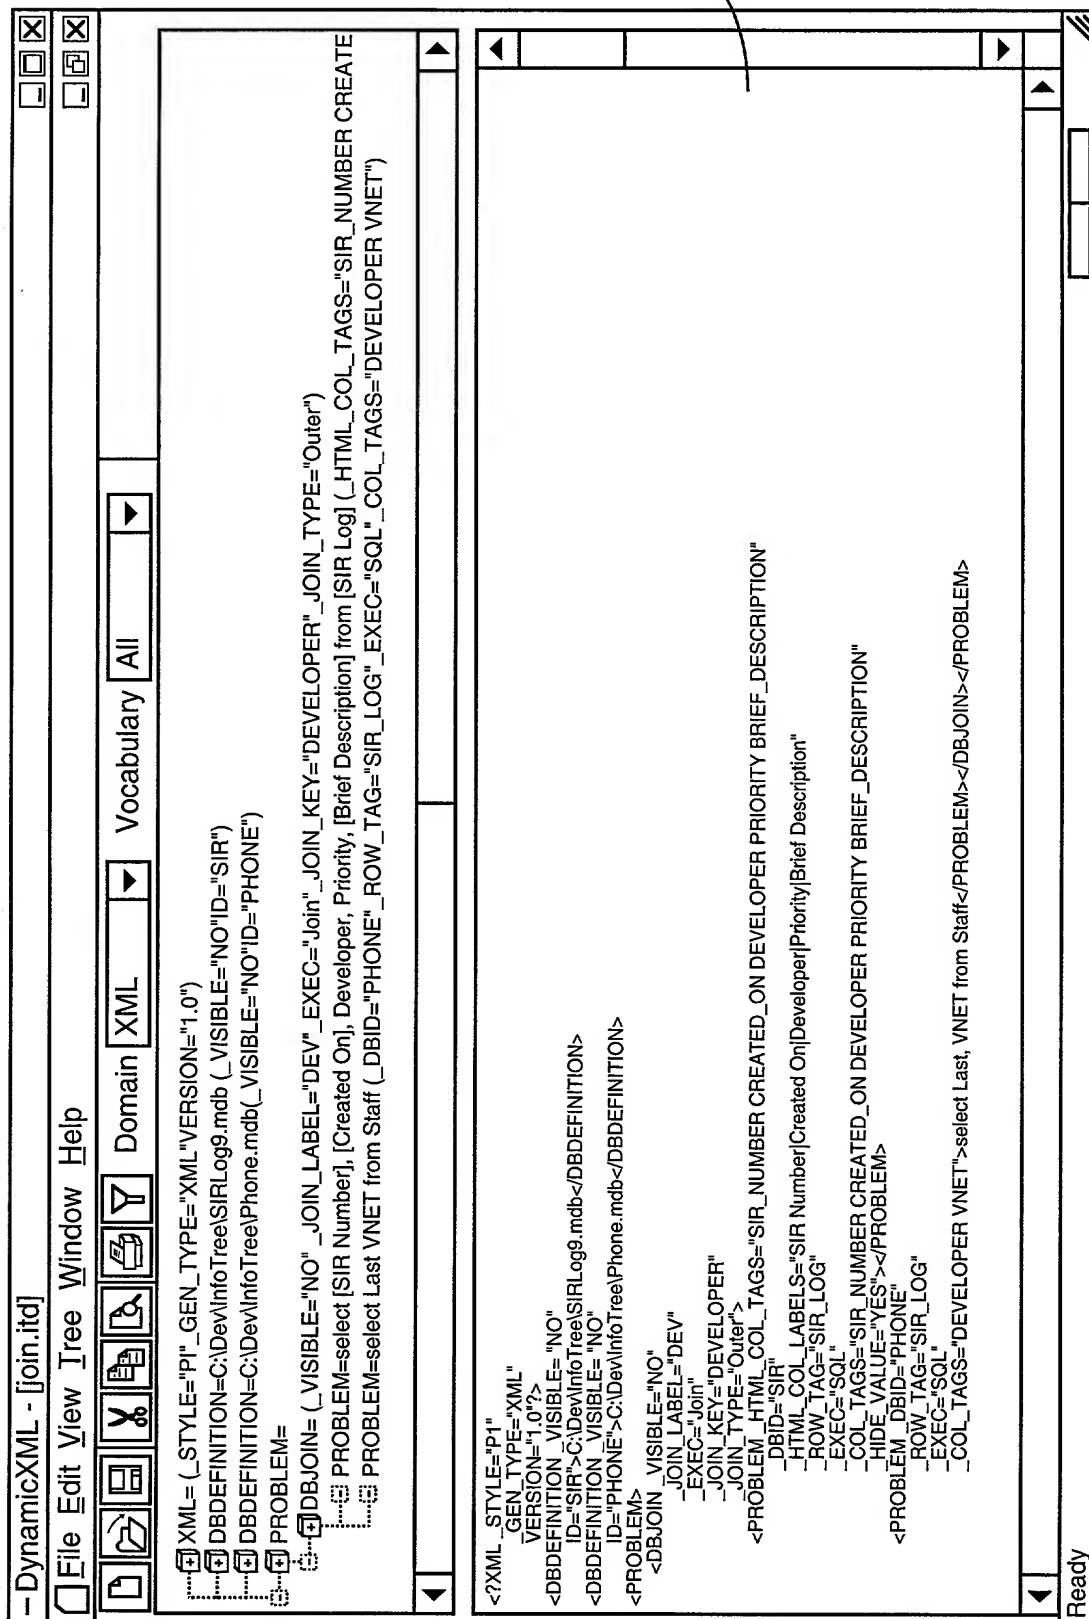 DynamicXML - [join.itd]
File Edit View Tree Window Help
Domain XML Vocabulary All
XML= (_STYLE="PI"_GEN_TYPE="XML"VERSION="1.0")
DBDEFINITION=C:\Dev\InfoTree\SIRLog9.mdb (_VISIBLE="NO"ID="SIR")
DBDEFINITION=C:\Dev\InfoTree\Phone.mdb(_VISIBLE="NO"ID="PHONE")
PROBLEM=
DBJOIN= (_VISIBLE="NO" _JOIN_LABEL="DEV"_EXEC="Join"_JOIN_KEY="DEVELOPER"_JOIN_TYPE="Outer")
PROBLEM=select [SIR Number], [Created On], Developer, Priority, [Brief Description] from [SIR Log] (_HTML_COL_TAGS="SIR_NUMBER CREATE
PROBLEM=select Last VNET from Staff (_DBID="PHONE"_ROW_TAG="SIR_LOG"_EXEC="SQL"_COL_TAGS="DEVELOPER VNET")
<?XML _STYLE="P1"
_GEN_TYPE="XML"
VERSION="1.0"?>
<DBDEFINITION _VISIBLE= "NO"
ID="SIR">C:\Dev\InfoTree\SIRLog9.mdb</DBDEFINITION>
<DBDEFINITION _VISIBLE= "NO"
ID="PHONE">C:\Dev\InfoTree\Phone.mdb</DBDEFINITION>
<PROBLEM>
<DBJOIN _VISIBLE="NO"
_JOIN_LABEL="DEV"
_EXEC="Join"
_JOIN_KEY="DEVELOPER"
_JOIN_TYPE="Outer">
<PROBLEM _HTML_COL_TAGS="SIR_NUMBER CREATED_ON DEVELOPER PRIORITY BRIEF_DESCRIPTION"
_DBID="SIR"
_HTML_COL_LABELS="SIR Number|Created On|Developer|Priority|Brief Description"
_ROW_TAG="SIR_LOG"
_EXEC="SQL"
_COL_TAGS="SIR_NUMBER CREATED_ON DEVELOPER PRIORITY BRIEF_DESCRIPTION"
_HIDE_VALUE="YES"></PROBLEM>
<PROBLEM _DBID="PHONE"
_ROW_TAG="SIR_LOG"
_EXEC="SQL"
_COL_TAGS="DEVELOPER VNET">select Last, VNET from Staff</PROBLEM></DBJOIN></PROBLEM>
Ready